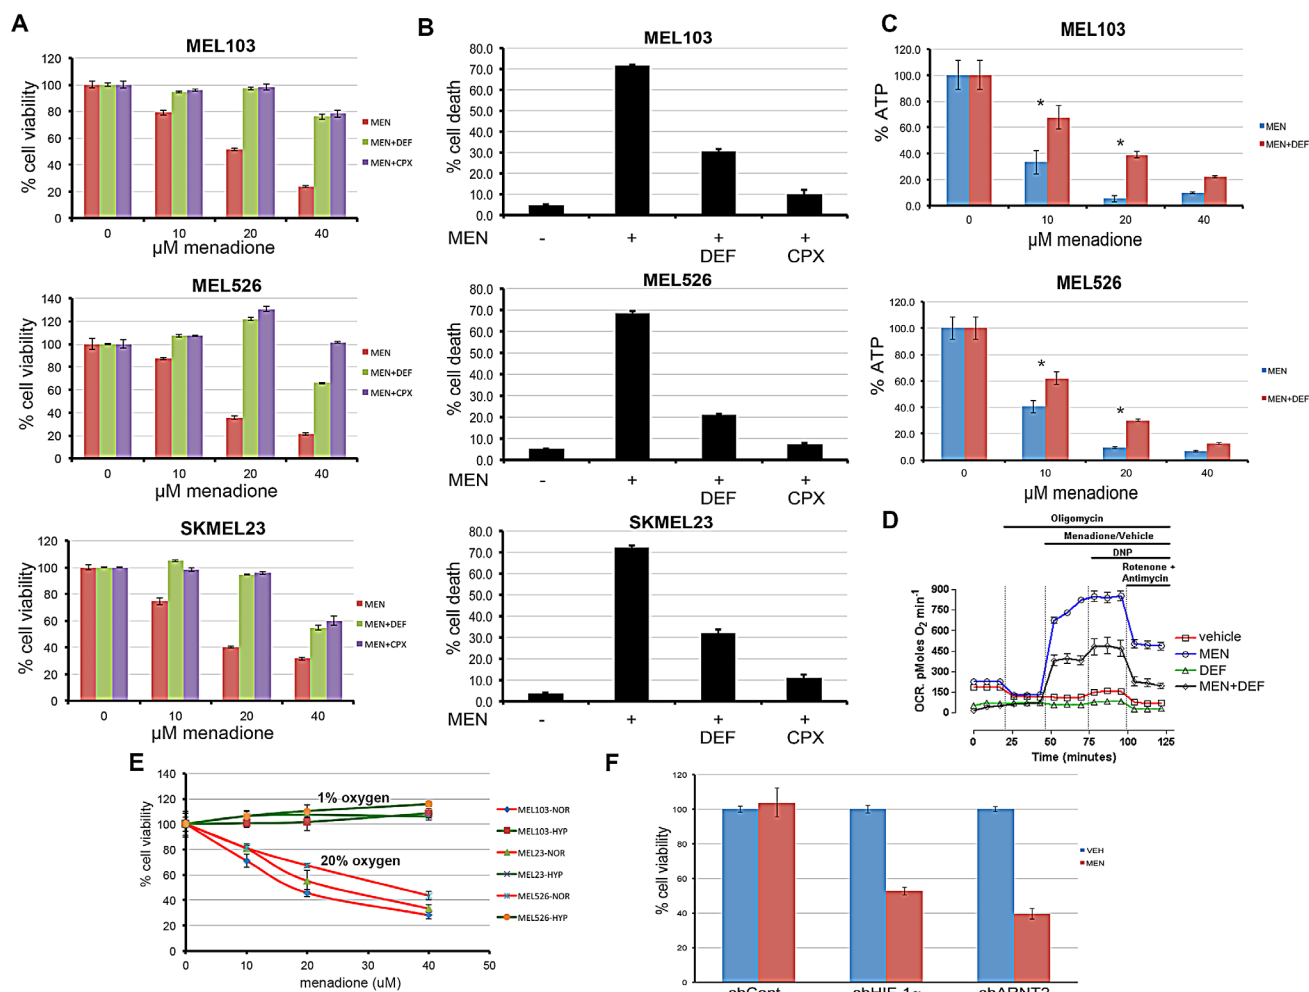 A
MEL103
% cell viability
120
100
80
60
40
20
0
0 10 20 40
µM menadione
MEN
MEN+DEF
MEN+CPX
MEL526
% cell viability
140
120
100
80
60
40
20
0
0 10 20 40
µM menadione
MEN
MEN+DEF
MEN+CPX
SKMEL23
% cell viability
120
100
80
60
40
20
0
0 10 20 40
µM menadione
MEN
MEN+DEF
MEN+CPX
B
MEL103
% cell death
80.0
70.0
60.0
50.0
40.0
30.0
20.0
10.0
0.0
MEN - + + +
DEF CPX
MEL526
% cell death
80.0
70.0
60.0
50.0
40.0
30.0
20.0
10.0
0.0
MEN - + + +
DEF CPX
SKMEL23
% cell death
80.0
70.0
60.0
50.0
40.0
30.0
20.0
10.0
0.0
MEN - + + +
DEF CPX
C
MEL103
% ATP
120.0
100.0
80.0
60.0
40.0
20.0
0.0
* *
0 10 20 40
µM menadione
MEN
MEN+DEF
MEL526
% ATP
120.0
100.0
80.0
60.0
40.0
20.0
0.0
* *
0 10 20 40
µM menadione
MEN
MEN+DEF
D
Oligomycin
Menadione/Vehicle
DNP
Rotenone +
Antimycin
OCR. pMoles O2 min-1
900
750
600
450
300
150
0
0 25 50 75 100 125
Time (minutes)
vehicle
MEN
DEF
MEN+DEF
E
% cell viability
140
120
100
80
60
40
20
0
1% oxygen
20% oxygen
0 10 20 30 40 50
menadione (uM)
MEL103-NOR
MEL103-HYP
MEL23-NOR
MEL23-HYP
MEL526-NOR
MEL526-HYP
F
% cell viability
120
100
80
60
40
20
0
VEH
MEN